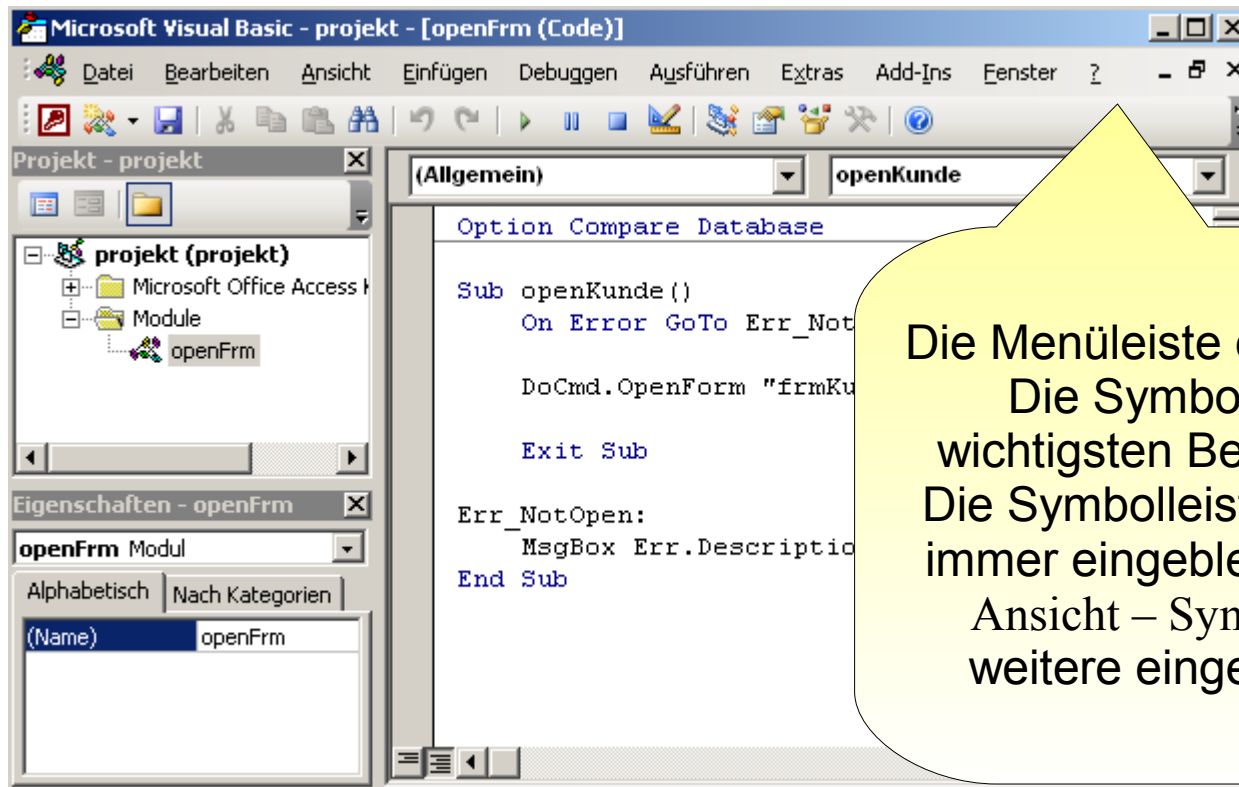 Microsoft Visual Basic - projekt - [openFrm (Code)]
Datei Bearbeiten Ansicht Einfügen Debuggen Ausführen Extras Add-Ins Fenster ?
Projekt - projekt
projekt (projekt)
Microsoft Office Access
Module
openFrm
Eigenschaften - openFrm
openFrm Modul
Alphabetisch Nach Kategorien
(Name) openFrm
(Allgemein) openKunde
Option Compare Database
Sub openKunde()
On Error GoTo Err_Not
DoCmd.OpenForm "frmKu
Exit Sub
Err_NotOpen:
MsgBox Err.Descriptio
End Sub
Die Menüleiste
Die Symbo
wichtigsten Be
Die Symbolleis
immer eingeble
Ansicht – Sym
weitere einge